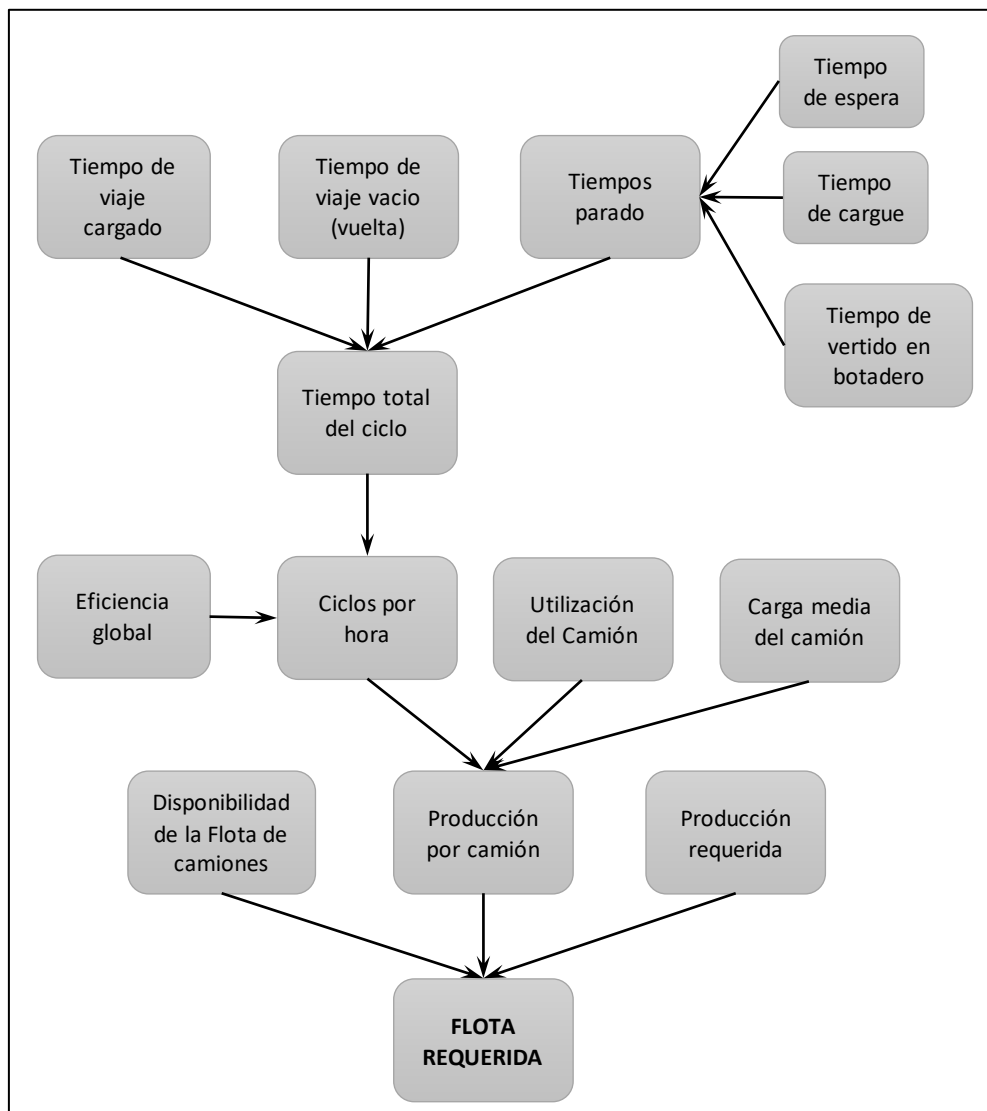 Tiempo
de espera
Tiempo de
viaje
cargado
Tiempo de
viaje vacio
(vuelta)
Tiempos
parado
Tiempo
de cargue
Tiempo de
vertido en
botadero
Tiempo total
del ciclo
Eficiencia
global
Ciclos por
hora
Utilización
del Camión
Carga media
del camión
Disponibilidad
de la Flota de
camiones
Producción
por camión
Producción
requerida
FLOTA
REQUERIDA